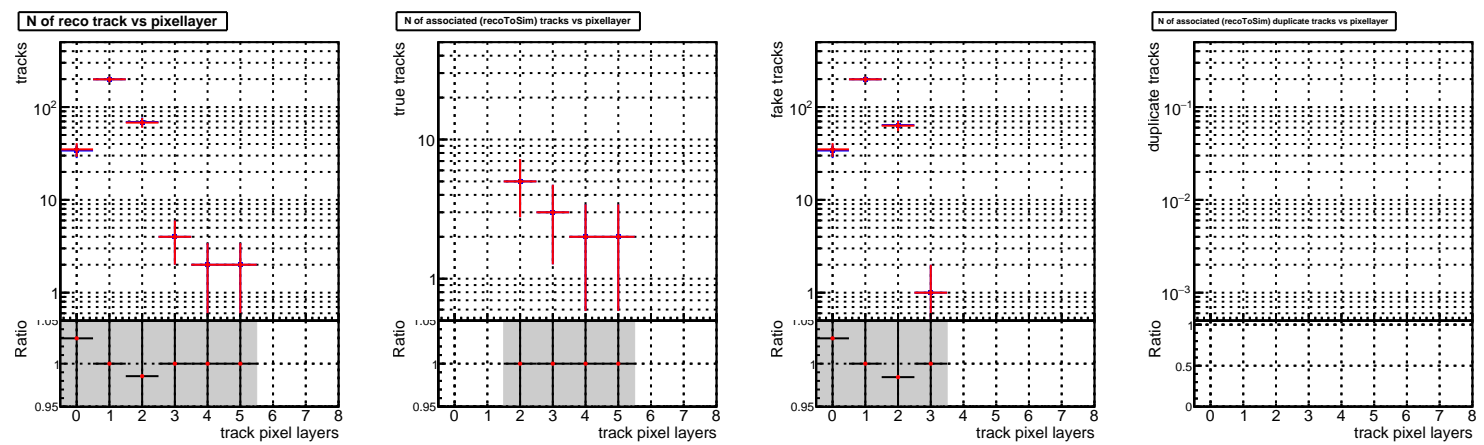 N of reco track vs pixellayer
tracks
10²
10
1
Ratio
1.05
1
0.95
0 1 2 3 4 5 6 7 8
track pixel layers
N of associated (recoToSim) tracks vs pixellayer
true tracks
10
1
Ratio
1.05
1
0.95
0 1 2 3 4 5 6 7 8
track pixel layers
fake tracks
10²
10
1
Ratio
1.05
1
0.95
0 1 2 3 4 5 6 7 8
track pixel layers
N of associated (recoToSim) duplicate tracks vs pixellayer
duplicate tracks
10⁻¹
10⁻²
10⁻³
Ratio
1
0.5
0
0 1 2 3 4 5 6 7 8
track pixel layers